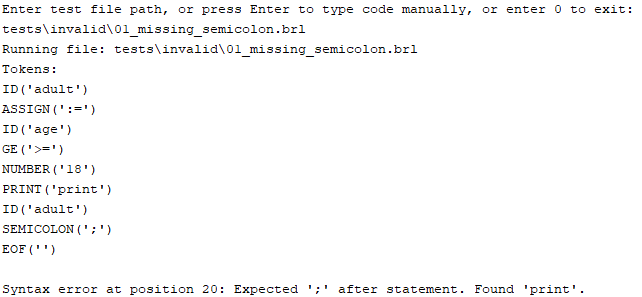 Enter test file path, or press Enter to type code manually, or enter 0 to exit:
tests\invalid\01_missing_semicolon.brl
Running file: tests\invalid\01_missing_semicolon.brl
Tokens:
ID('adult')
ASSIGN(':=')
ID('age')
GE('>=')
NUMBER('18')
PRINT('print')
ID('adult')
SEMICOLON(';')
EOF('')
Syntax error at position 20: Expected ';' after statement. Found 'print'.